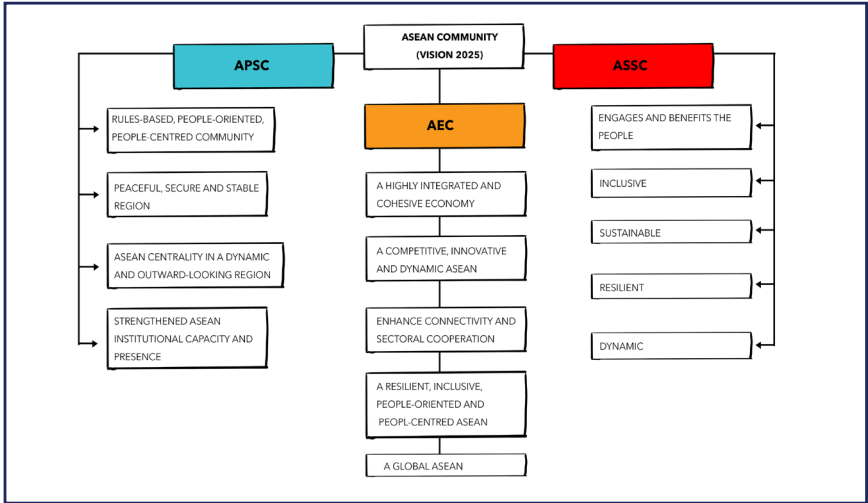 ASEAN COMMUNITY
(VISION 2025)
APSC
RULES-BASED, PEOPLE-ORIENTED,
PEOPLE-CENTRED COMMUNITY
PEACEFUL, SECURE AND STABLE
REGION
ASEAN CENTRALITY IN A DYNAMIC
AND OUTWARD-LOOKING REGION
STRENGTHENED ASEAN
INSTITUTIONAL CAPACITY AND
PRESENCE
AEC
A HIGHLY INTEGRATED AND
COHESIVE ECONOMY
A COMPETITIVE, INNOVATIVE
AND DYNAMIC ASEAN
ENHANCE CONNECTIVITY AND
SECTORAL COOPERATION
A RESILIENT, INCLUSIVE,
PEOPLE-ORIENTED AND
PEOPL-CENTRED ASEAN
A GLOBAL ASEAN
ASSC
ENGAGES AND BENEFITS THE
PEOPLE
INCLUSIVE
SUSTAINABLE
RESILIENT
DYNAMIC